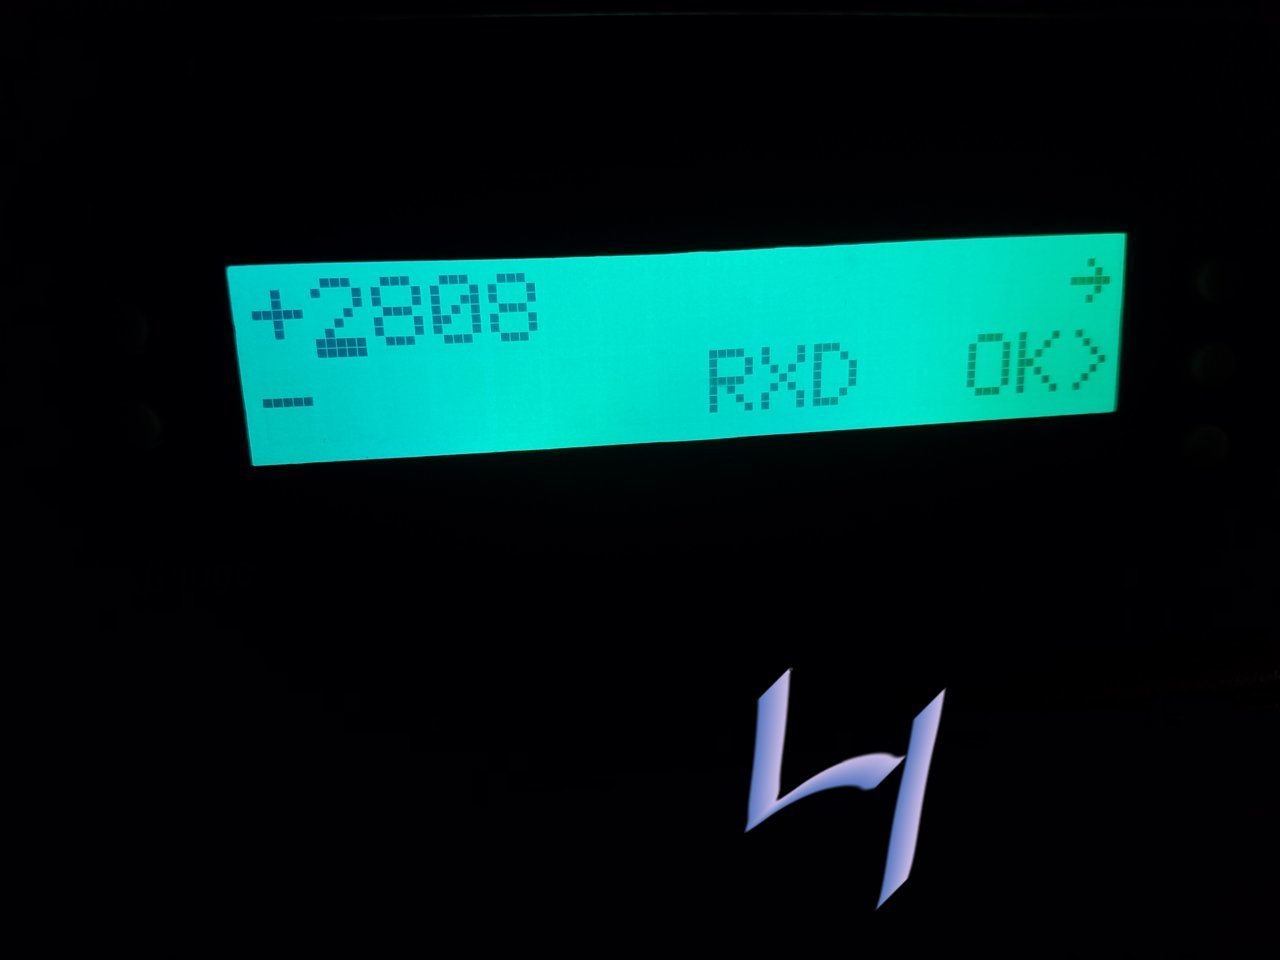 +2808 →
- RXD OK>
4